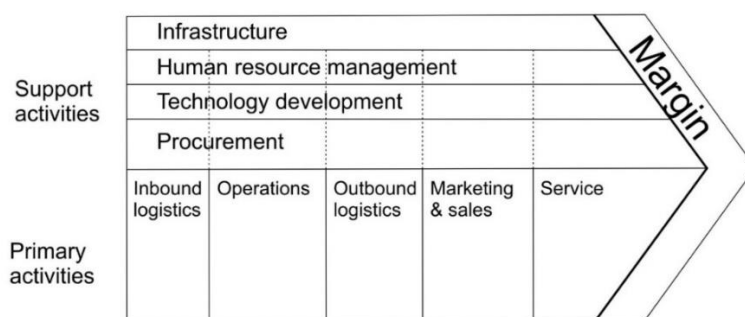 Infrastructure
Human resource management
Technology development
Procurement
Support
activities
Margin
Inbound
logistics
Operations
Outbound
logistics
Marketing
& sales
Service
Primary
activities